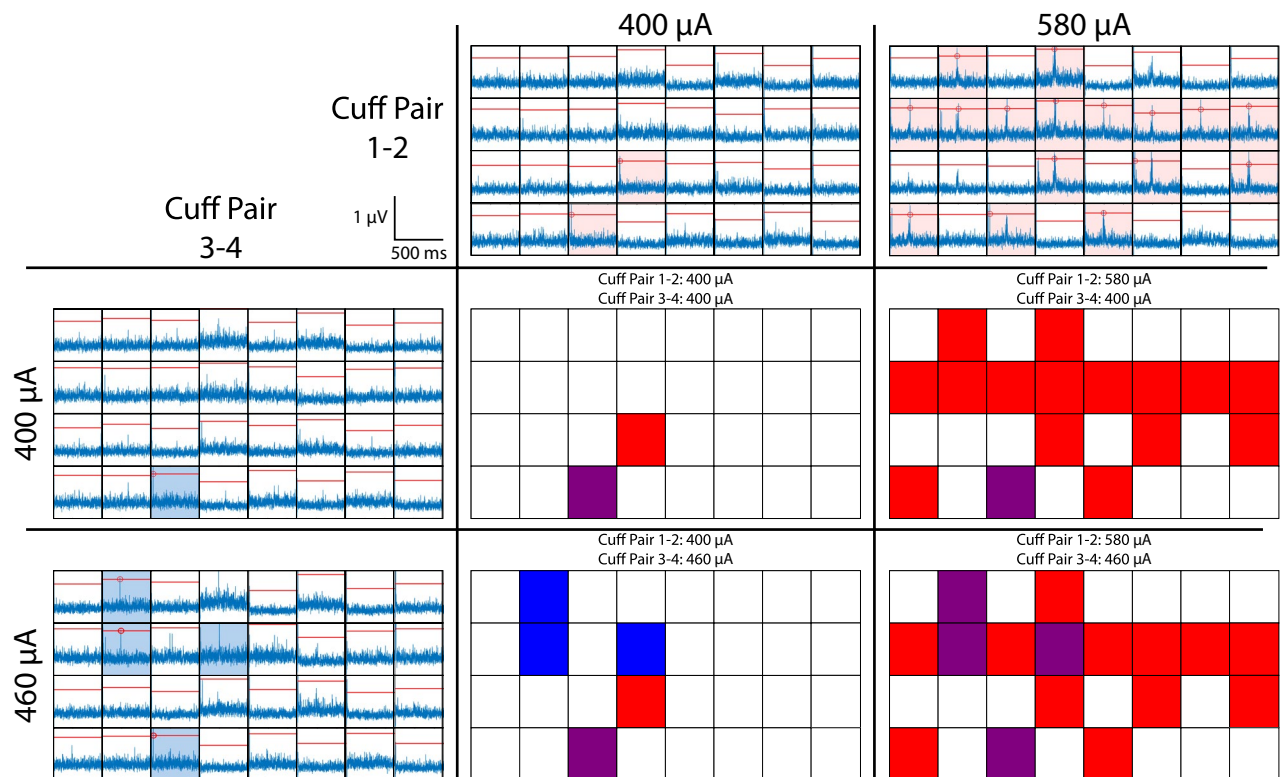 400 µA
580 µA
Cuff Pair
1-2
Cuff Pair
3-4
1 µV
500 ms
Cuff Pair 1-2: 400 µA
Cuff Pair 3-4: 400 µA
Cuff Pair 1-2: 580 µA
Cuff Pair 3-4: 400 µA
400 µA
Cuff Pair 1-2: 400 µA
Cuff Pair 3-4: 460 µA
Cuff Pair 1-2: 580 µA
Cuff Pair 3-4: 460 µA
460 µA